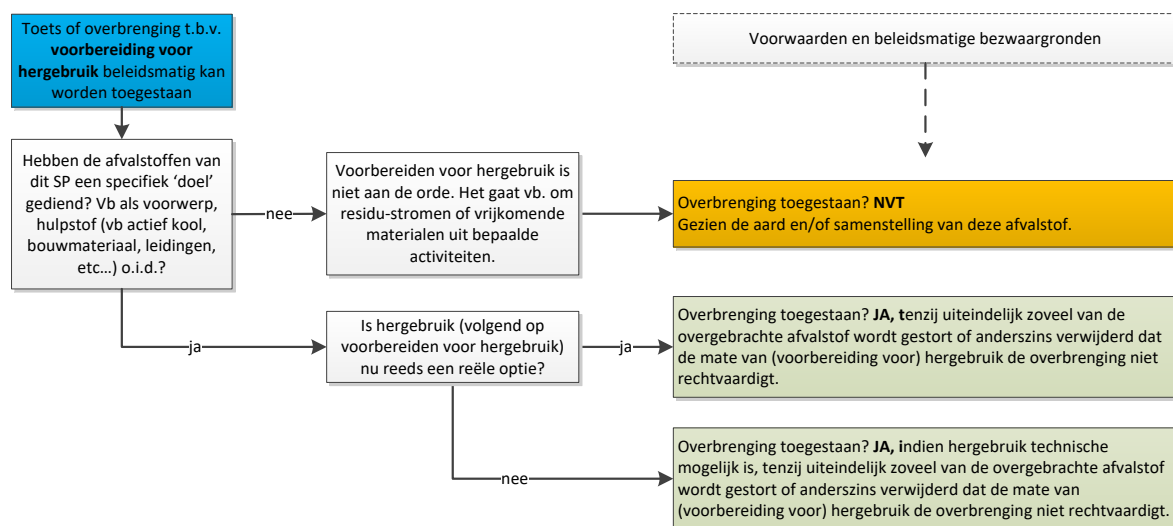 Toets of overbrenging t.b.v.
voorbereiding voor
hergebruik beleidsmatig kan
worden toegestaan
Voorwaarden en beleidsmatige bezwaargronden
Hebben de afvalstoffen van
dit SP een specifiek ‘doel’
gediend? Vb als voorwerp,
hulpstof (vb actief kool,
bouwmateriaal, leidingen,
etc…) o.i.d.?
nee
Voorbereiden voor hergebruik is
niet aan de orde. Het gaat vb. om
residu-stromen of vrijkomende
materialen uit bepaalde
activiteiten.
Overbrenging toegestaan? NVT
Gezien de aard en/of samenstelling van deze afvalstof.
ja
Is hergebruik (volgend op
voorbereiden voor hergebruik)
nu reeds een reële optie?
ja
Overbrenging toegestaan? JA, tenzij uiteindelijk zoveel van de
overgebrachte afvalstof wordt gestort of anderszins verwijderd dat
de mate van (voorbereiding voor) hergebruik de overbrenging niet
rechtvaardigt.
nee
Overbrenging toegestaan? JA, indien hergebruik technische
mogelijk is, tenzij uiteindelijk zoveel van de overgebrachte afvalstof
wordt gestort of anderszins verwijderd dat de mate van
(voorbereiding voor) hergebruik de overbrenging niet rechtvaardigt.